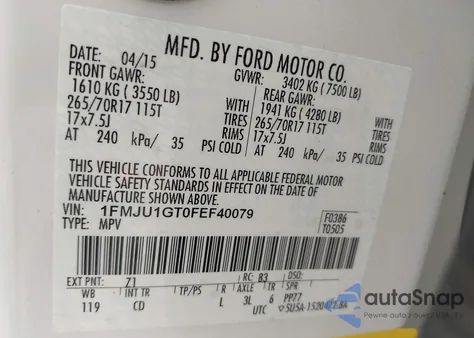 MFD. BY FORD MOTOR CO.
DATE: 04/15 GVWR: 3402 KG (7500 LB)
FRONT GAWR: REAR GAWR:
1610 KG (3550 LB) WITH 1941 KG (4280 LB) WITH
265/70R17 115T TIRES 265/70R17 115T TIRES
17x7.5J RIMS 17x7.5J RIMS
AT 240 kPa/ 35 PSI COLD AT 240 kPa/ 35 PSI COLD
THIS VEHICLE CONFORMS TO ALL APPLICABLE FEDERAL MOTOR
VEHICLE SAFETY STANDARDS IN EFFECT ON THE DATE OF
MANUFACTURE SHOWN ABOVE.
VIN: 1FMJU1GT0FEF40079 F0386
TYPE: MPV T0505
EXT PNT: Z1 RC: B3 DSO:
WB INT TR TP/PS R AXLE TR SPR
119 CD L 3L 6 PP77
UTC
autoSnap